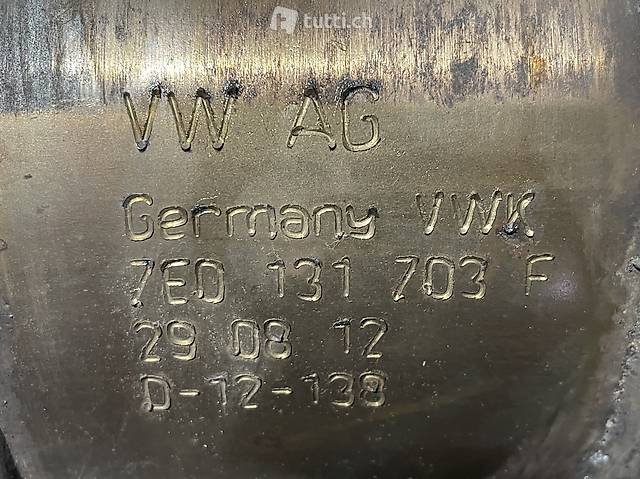 tutti.ch
VW AG
Germany VWK
7E0 131 703 F
29 08 12
D-12-138